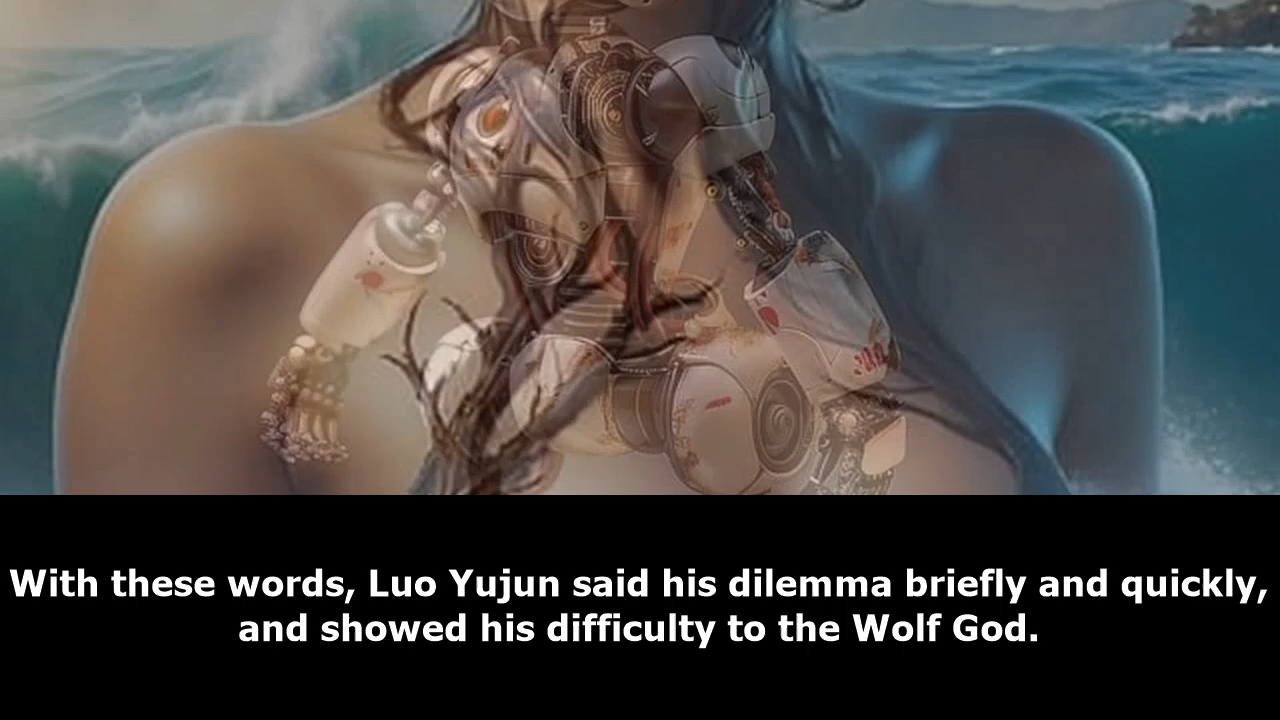 With these words, Luo Yujun said his dilemma briefly and quickly,
and showed his difficulty to the Wolf God.